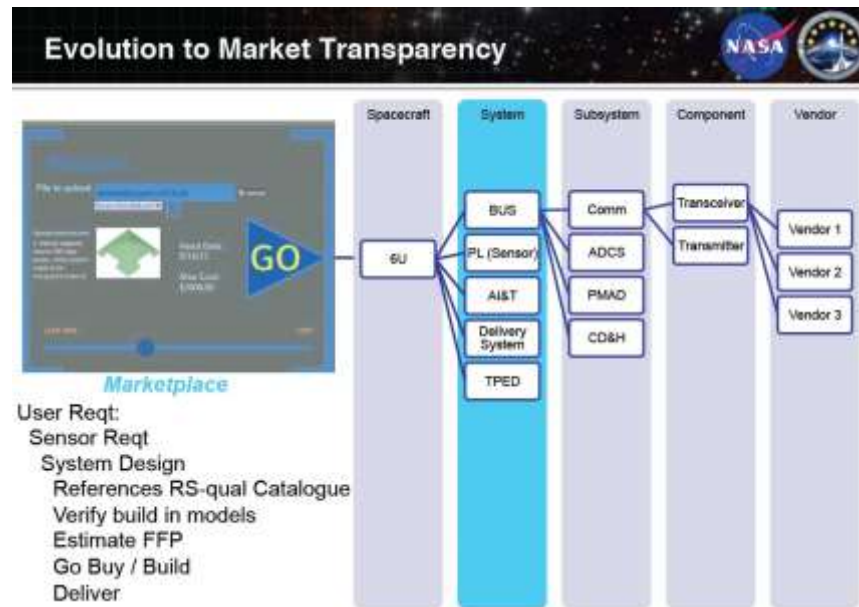 Evolution to Market Transparency
NASA
Spacecraft
System
Subsystem
Component
Vendor
File to upload
GO
6U
BUS
PL (Sensor)
AI&T
Delivery
System
TPED
Comm
ADCS
PMAD
CD&H
Transceiver
Transmitter
Vendor 1
Vendor 2
Vendor 3
Marketplace
User Reqt:
Sensor Reqt
System Design
References RS-qual Catalogue
Verify build in models
Estimate FFP
Go Buy / Build
Deliver